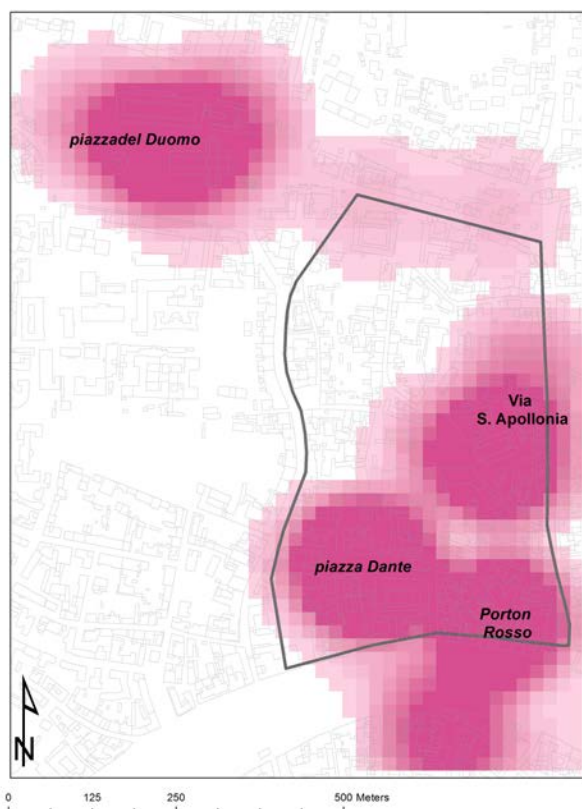 piazzadel Duomo
Via
S. Apollonia
piazza Dante
Porton
Rosso
N
0 125 250 500 Meters